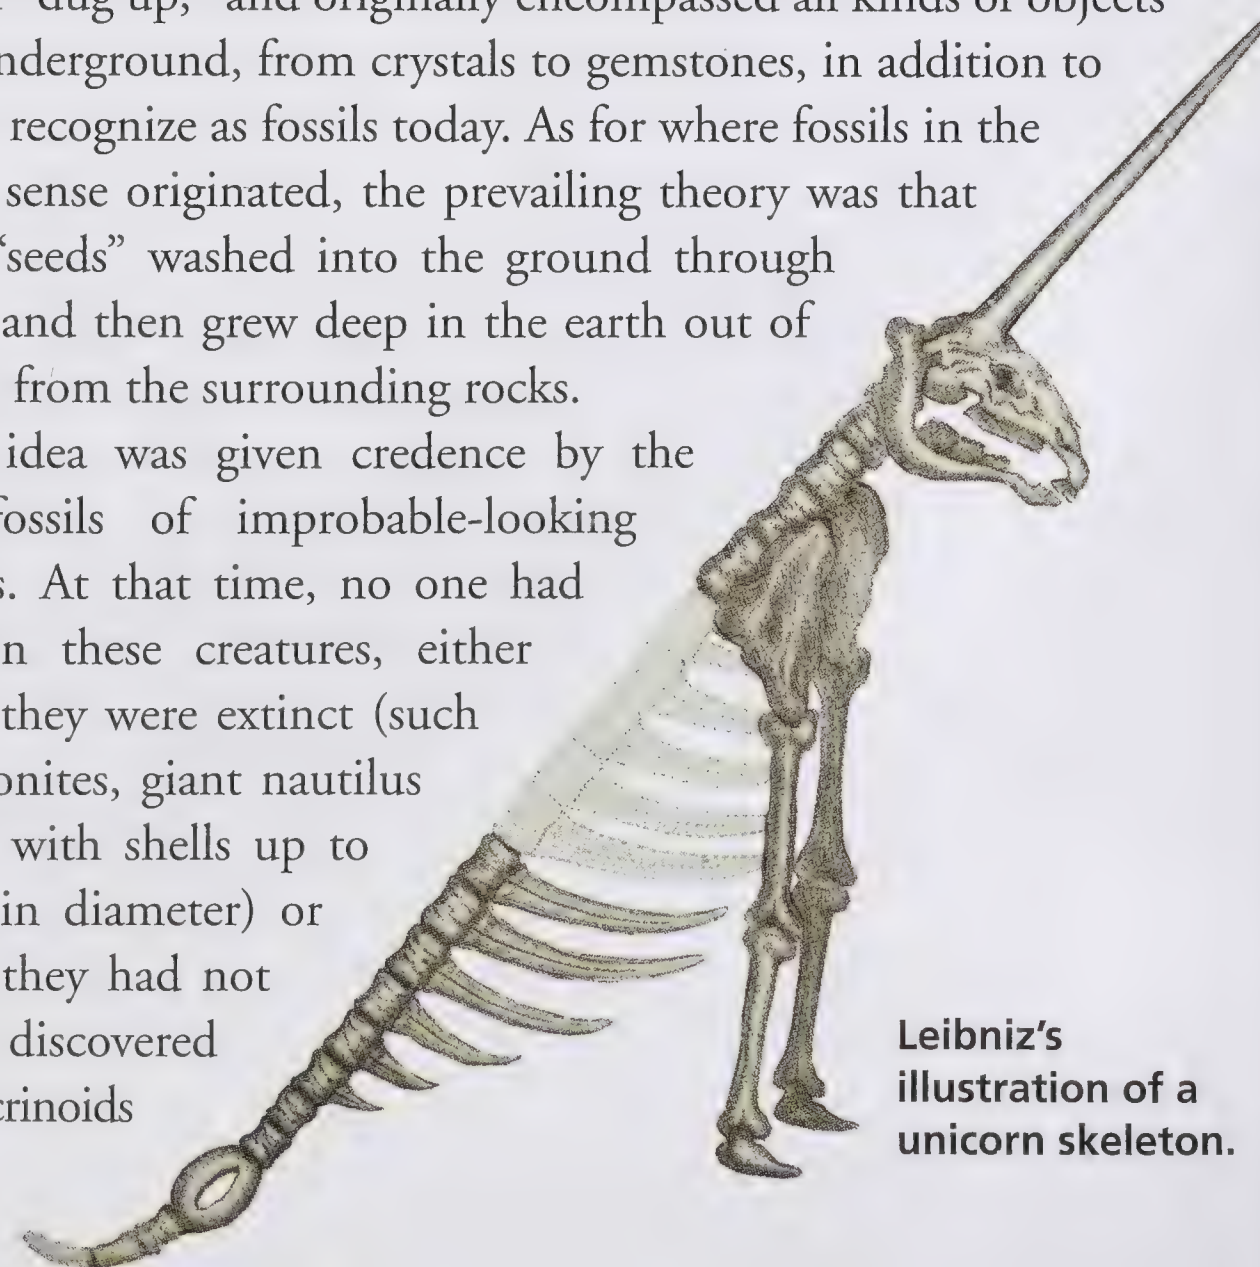 dug up," and originally encompassed all kinds of objects
nderground, from crystals to gemstones, in addition to
recognize as fossils today. As for where fossils in the
sense originated, the prevailing theory was that
"seeds" washed into the ground through
and then grew deep in the earth out of
from the surrounding rocks.
idea was given credence by the
fossils of improbable-looking
s. At that time, no one had
n these creatures, either
they were extinct (such
onites, giant nautilus
with shells up to
in diameter) or
they had not
discovered
crinoids
Leibniz's
illustration of a
unicorn skeleton.